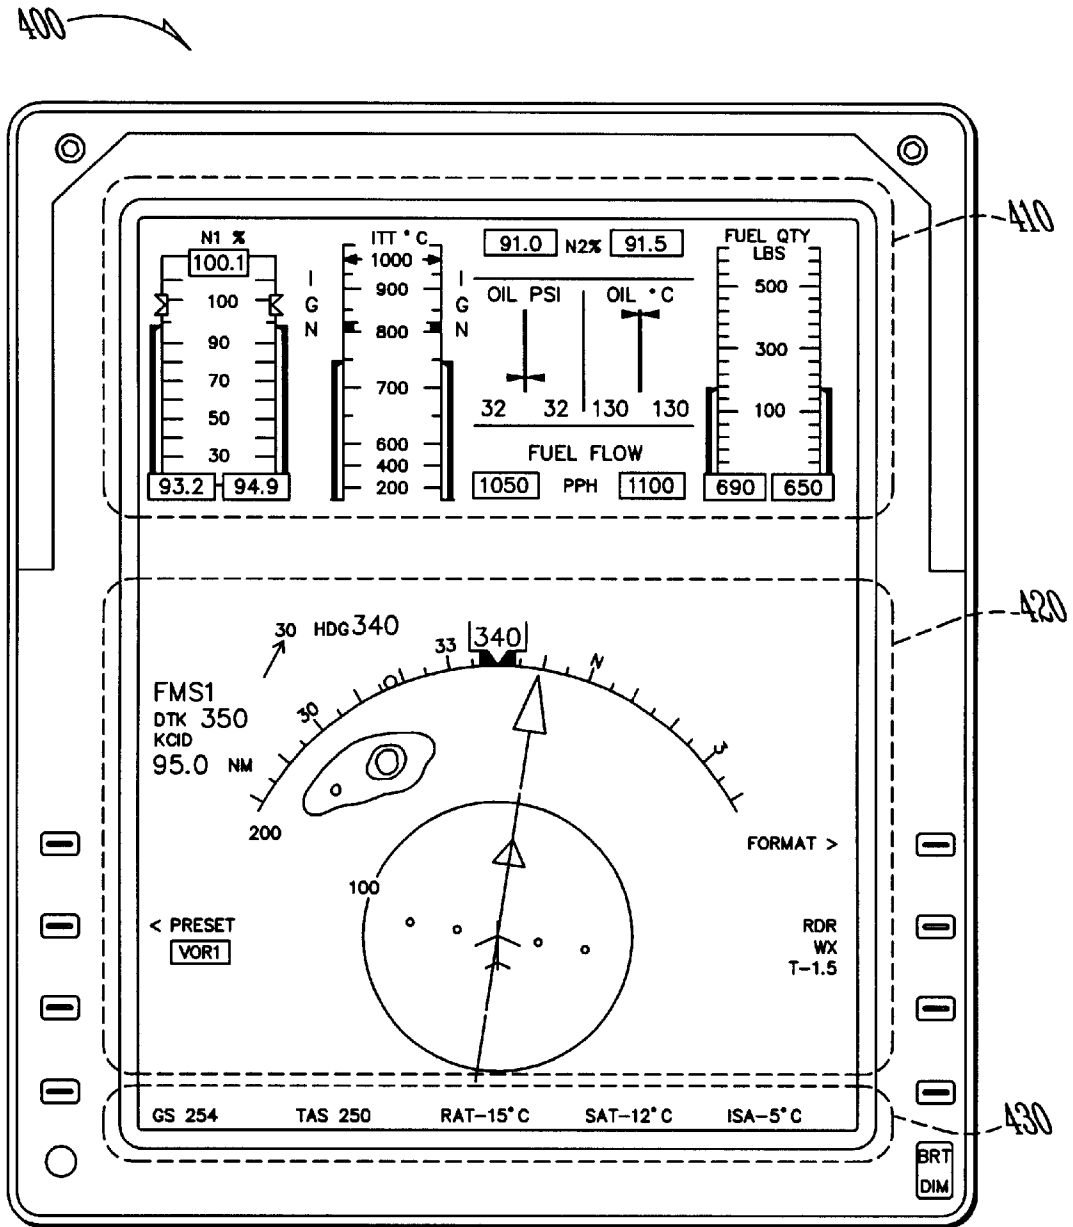 400
410
N1 %
100.1
100
90
70
50
30
93.2 94.9
I
G
N
ITT °C
1000
900
800
700
600
400
200
I
G
N
91.0 N2% 91.5
OIL PSI OIL °C
32 32 130 130
FUEL FLOW
1050 PPH 1100
FUEL QTY
LBS
500
300
100
690 650
420
30 HDG 340
340
33
N
30
3
FMS1
DTK 350
KCID
95.0 NM
200
FORMAT >
100
< PRESET
VOR1
RDR
WX
T-1.5
430
GS 254 TAS 250 RAT-15°C SAT-12°C ISA-5°C
BRT
DIM